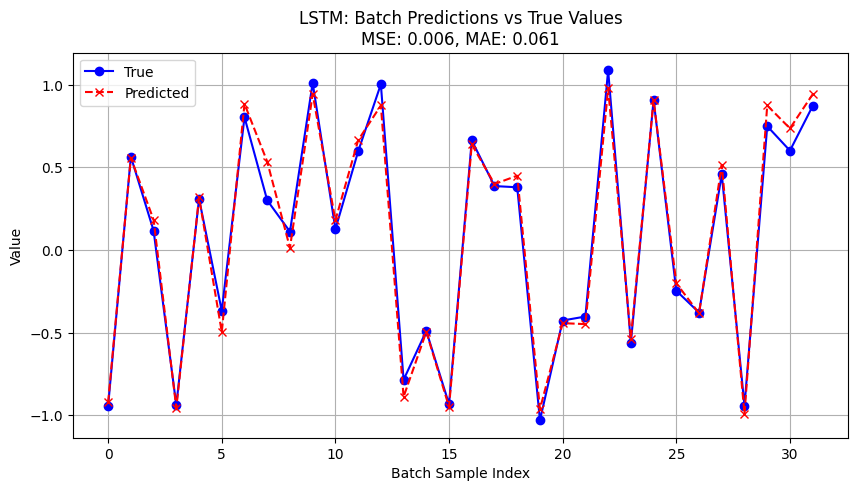 LSTM: Batch Predictions vs True Values
MSE: 0.006, MAE: 0.061
True
Predicted
1.0
0.5
0.0
−0.5
−1.0
Value
0 5 10 15 20 25 30
Batch Sample Index